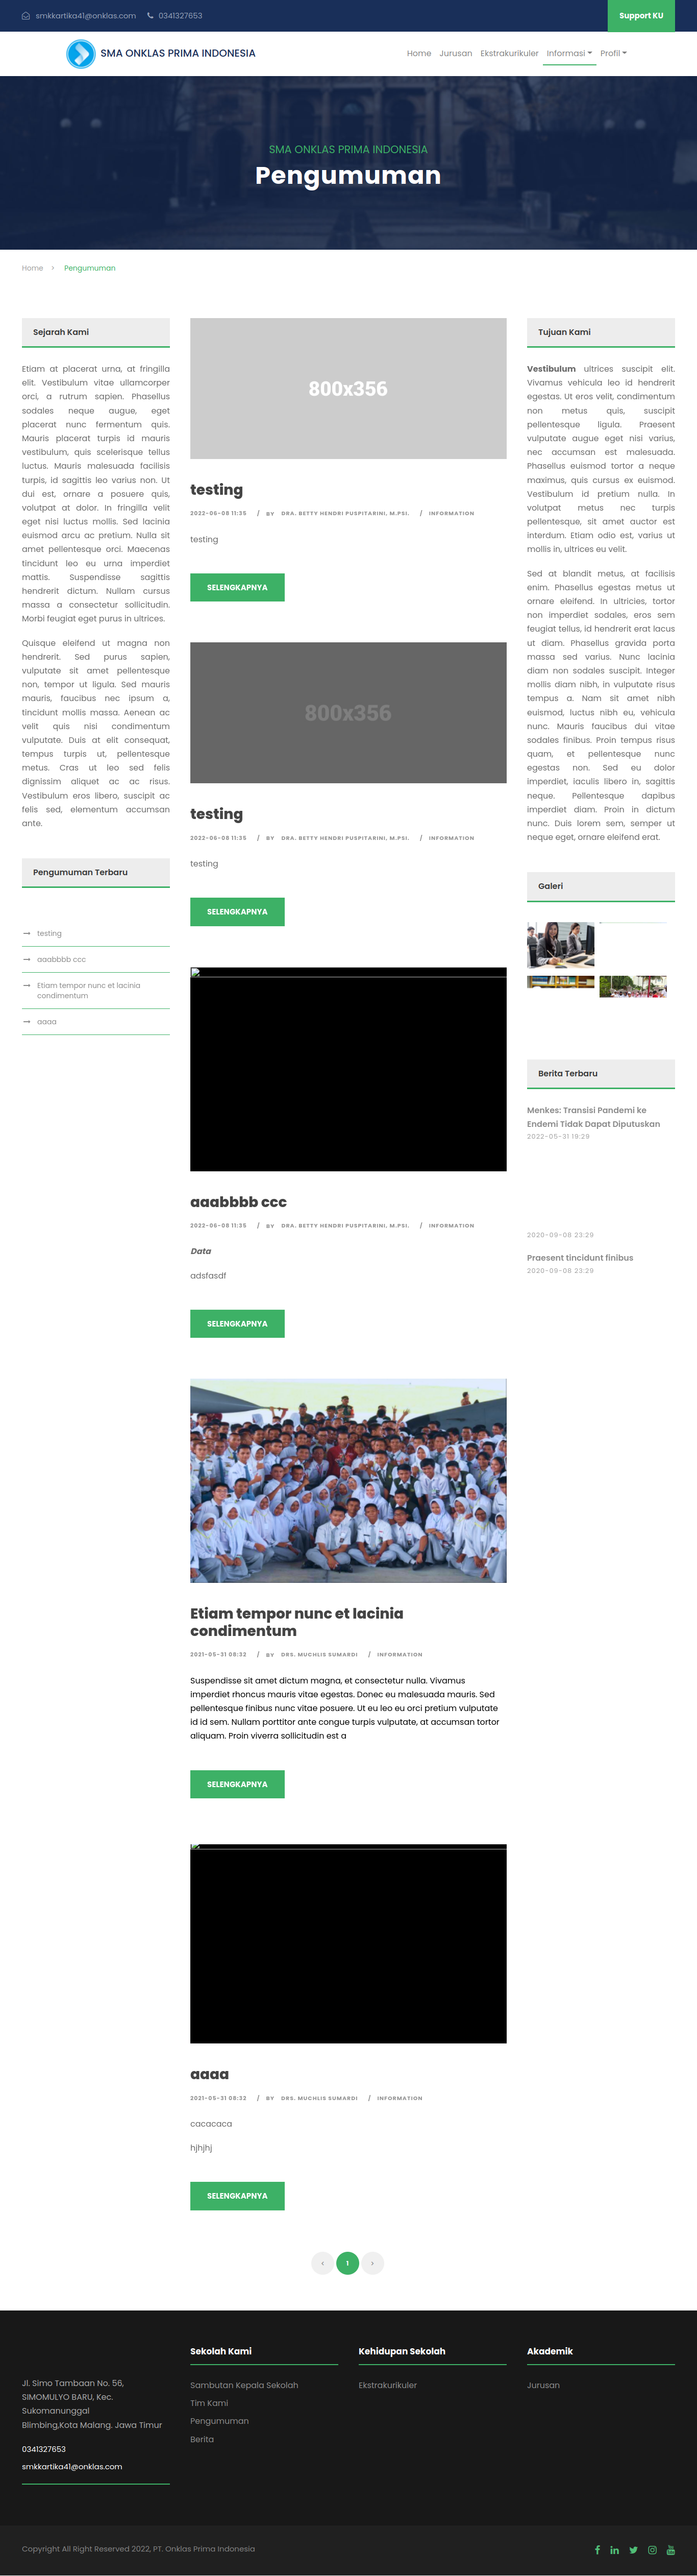 smkkartika41@onklas.com 0341327653
Support KU
SMA ONKLAS PRIMA INDONESIA
Home Jurusan Ekstrakurikuler Informasi Profil
SMA ONKLAS PRIMA INDONESIA
Pengumuman
Home > Pengumuman
Sejarah Kami
Etiam at placerat urna, at fringilla
elit. Vestibulum vitae ullamcorper
orci, a rutrum sapien. Phasellus
sodales neque augue, eget
placerat nunc fermentum quis.
Mauris placerat turpis id mauris
vestibulum, quis scelerisque tellus
luctus. Mauris malesuada facilisis
turpis, id sagittis leo varius non. Ut
dui est, ornare a posuere quis,
volutpat at dolor. In fringilla velit
eget nisi luctus mollis. Sed lacinia
euismod arcu ac pretium. Nulla sit
amet pellentesque orci. Maecenas
tincidunt leo eu urna imperdiet
mattis. Suspendisse sagittis
hendrerit dictum. Nullam cursus
massa a consectetur sollicitudin.
Morbi feugiat eget purus in ultrices.
Quisque eleifend ut magna non
hendrerit. Sed purus sapien,
vulputate sit amet pellentesque
non, tempor ut ligula. Sed mauris
mauris, faucibus nec ipsum a,
tincidunt mollis massa. Aenean ac
velit quis nisi condimentum
vulputate. Duis at elit consequat,
tempus turpis ut, pellentesque
metus. Cras ut leo sed felis
dignissim aliquet ac ac risus.
Vestibulum eros libero, suscipit ac
felis sed, elementum accumsan
ante.
Pengumuman Terbaru
testing
aaabbbb ccc
Etiam tempor nunc et lacinia
condimentum
aaaa
800x356
testing
2022-06-08 11:35 / BY DRA. BETTY HENDRI PUSPITARINI, M.PSI. / INFORMATION
testing
SELENGKAPNYA
800x356
testing
2022-06-08 11:35 / BY DRA. BETTY HENDRI PUSPITARINI, M.PSI. / INFORMATION
testing
SELENGKAPNYA
aaabbbb ccc
2022-06-08 11:35 / BY DRA. BETTY HENDRI PUSPITARINI, M.PSI. / INFORMATION
Data
adsfasdf
SELENGKAPNYA
Etiam tempor nunc et lacinia
condimentum
2021-05-31 08:32 / BY DRS. MUCHLIS SUMARDI / INFORMATION
Suspendisse sit amet dictum magna, et consectetur nulla. Vivamus
imperdiet rhoncus mauris vitae egestas. Donec eu malesuada mauris. Sed
pellentesque finibus nunc vitae posuere. Ut eu leo eu orci pretium vulputate
id id sem. Nullam porttitor ante congue turpis vulputate, at accumsan tortor
aliquam. Proin viverra sollicitudin est a
SELENGKAPNYA
aaaa
2021-05-31 08:32 / BY DRS. MUCHLIS SUMARDI / INFORMATION
cacacaca
hjhjhj
SELENGKAPNYA
< 1 >
Tujuan Kami
Vestibulum ultrices suscipit elit.
Vivamus vehicula leo id hendrerit
egestas. Ut eros velit, condimentum
non metus quis, suscipit
pellentesque ligula. Praesent
vulputate augue eget nisi varius,
nec accumsan est malesuada.
Phasellus euismod tortor a neque
maximus, quis cursus ex euismod.
Vestibulum id pretium nulla. In
volutpat metus nec turpis
pellentesque, sit amet auctor est
interdum. Etiam odio est, varius ut
mollis in, ultrices eu velit.
Sed at blandit metus, at facilisis
enim. Phasellus egestas metus ut
ornare eleifend. In ultricies, tortor
non imperdiet sodales, eros sem
feugiat tellus, id hendrerit erat lacus
ut diam. Phasellus gravida porta
massa sed varius. Nunc lacinia
diam non sodales suscipit. Integer
mollis diam nibh, in vulputate risus
tempus a. Nam sit amet nibh
euismod, luctus nibh eu, vehicula
nunc. Mauris faucibus dui vitae
sodales finibus. Proin tempus risus
quam, et pellentesque nunc
egestas non. Sed eu dolor
imperdiet, iaculis libero in, sagittis
neque. Pellentesque dapibus
imperdiet diam. Proin in dictum
nunc. Duis lorem sem, semper ut
neque eget, ornare eleifend erat.
Galeri
Berita Terbaru
Menkes: Transisi Pandemi ke
Endemi Tidak Dapat Diputuskan
2022-05-31 19:29
2020-09-08 23:29
Praesent tincidunt finibus
2020-09-08 23:29
Jl. Simo Tambaan No. 56,
SIMOMULYO BARU, Kec.
Sukomanunggal
Blimbing,Kota Malang. Jawa Timur
0341327653
smkkartika41@onklas.com
Sekolah Kami
Sambutan Kepala Sekolah
Tim Kami
Pengumuman
Berita
Kehidupan Sekolah
Ekstrakurikuler
Akademik
Jurusan
Copyright All Right Reserved 2022, PT. Onklas Prima Indonesia